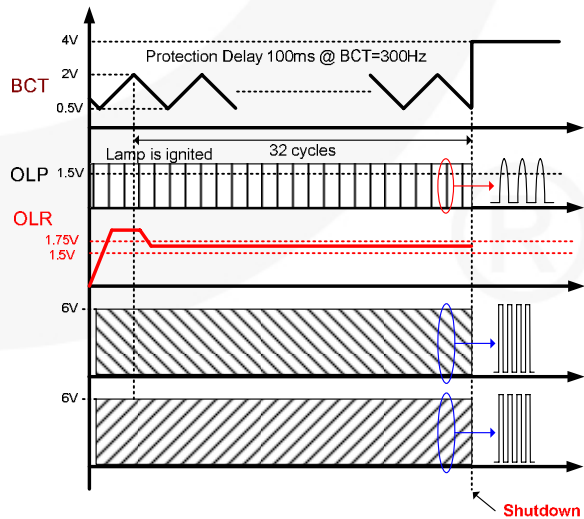 4V
Protection Delay 100ms @ BCT=300Hz
2V
BCT
0.5V
Lamp is ignited
32 cycles
OLP
1.5V
OLR
1.75V
1.5V
6V
6V
Shutdown
R